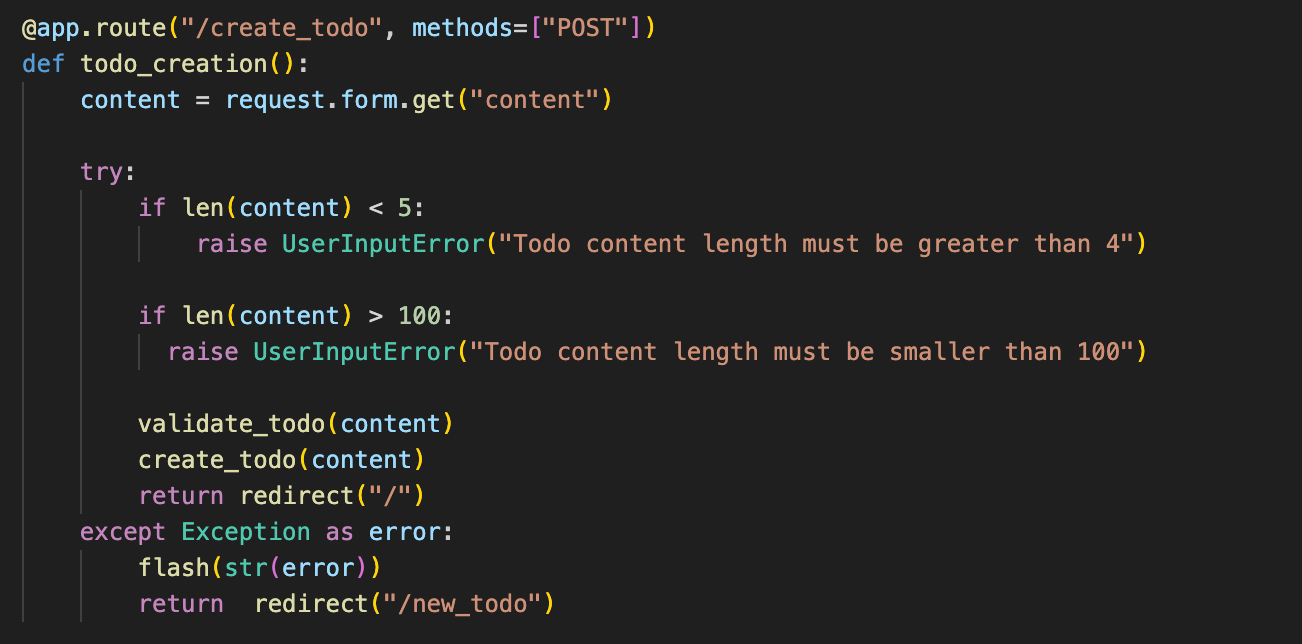 @app.route("/create_todo", methods=["POST"])
def todo_creation():
    content = request.form.get("content")

    try:
        if len(content) < 5:
            raise UserInputError("Todo content length must be greater than 4")

        if len(content) > 100:
          raise UserInputError("Todo content length must be smaller than 100")

        validate_todo(content)
        create_todo(content)
        return redirect("/")
    except Exception as error:
        flash(str(error))
        return  redirect("/new_todo")